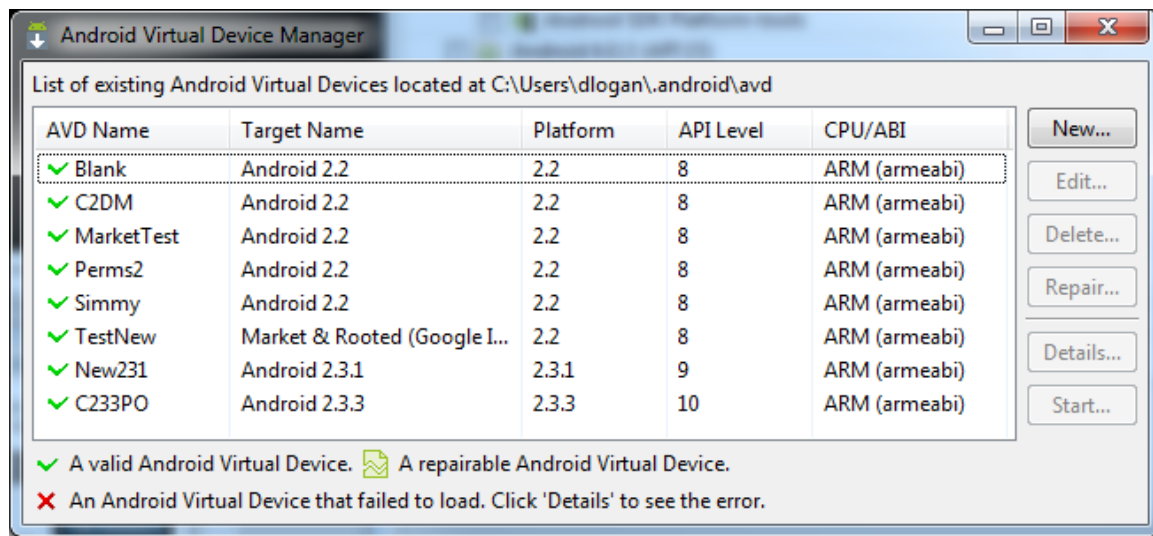 Android Virtual Device Manager
List of existing Android Virtual Devices located at C:\Users\dlogan\.android\avd
AVD Name Target Name Platform API Level CPU/ABI
Blank Android 2.2 2.2 8 ARM (armeabi)
C2DM Android 2.2 2.2 8 ARM (armeabi)
MarketTest Android 2.2 2.2 8 ARM (armeabi)
Perms2 Android 2.2 2.2 8 ARM (armeabi)
Simmy Android 2.2 2.2 8 ARM (armeabi)
TestNew Market & Rooted (Google I... 2.2 8 ARM (armeabi)
New231 Android 2.3.1 2.3.1 9 ARM (armeabi)
C233PO Android 2.3.3 2.3.3 10 ARM (armeabi)
New...
Edit...
Delete...
Repair...
Details...
Start...
A valid Android Virtual Device. A repairable Android Virtual Device.
An Android Virtual Device that failed to load. Click 'Details' to see the error.